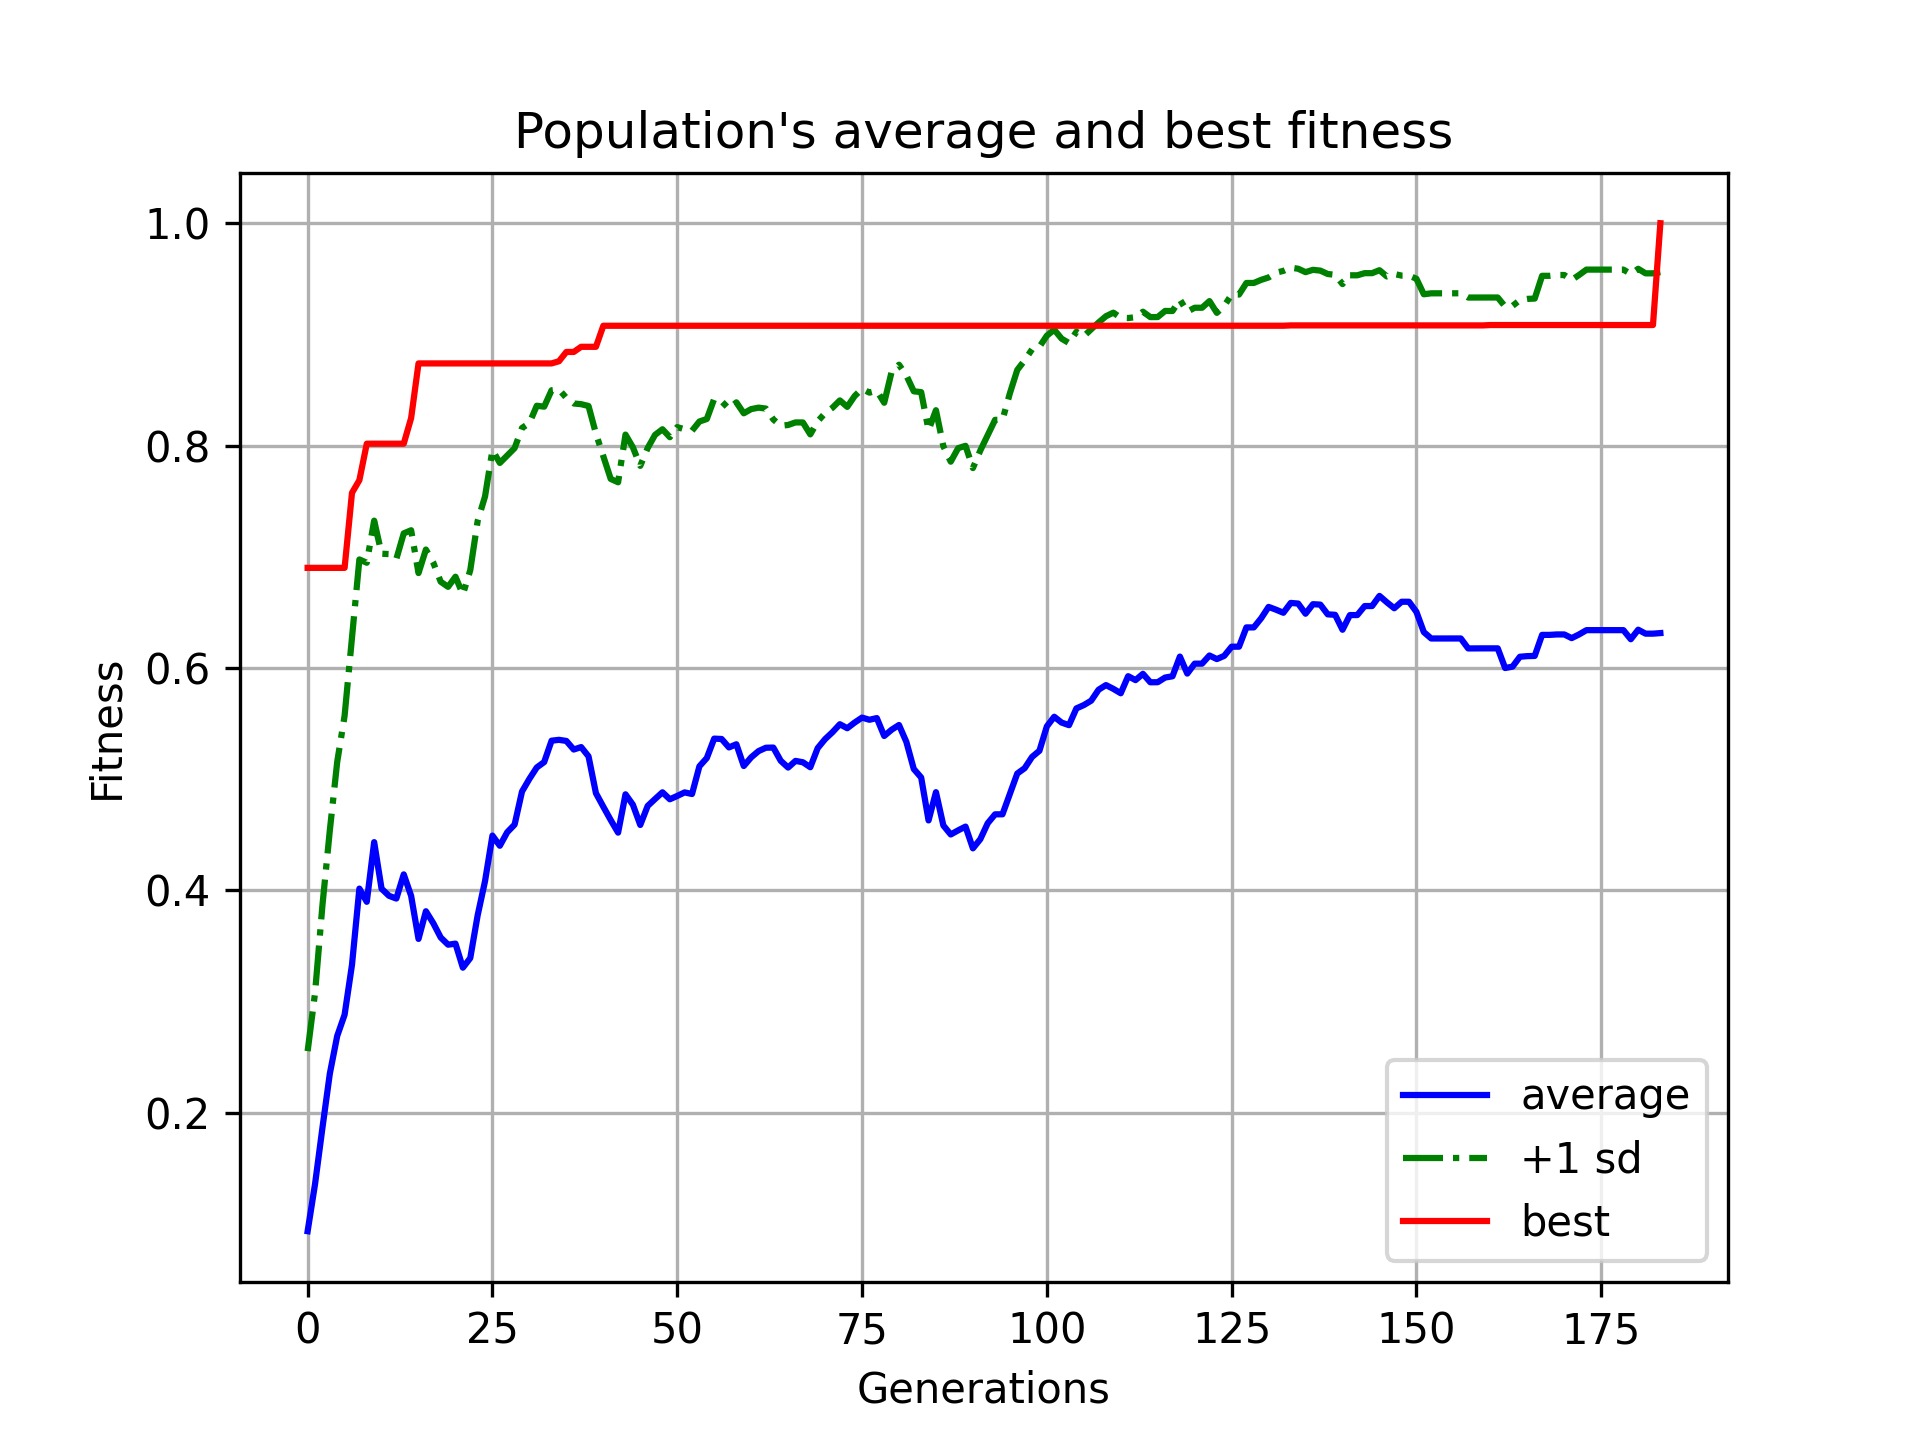 Population's average and best fitness
Fitness
1.0
0.8
0.6
0.4
0.2
average
+1 sd
best
0 25 50 75 100 125 150 175
Generations